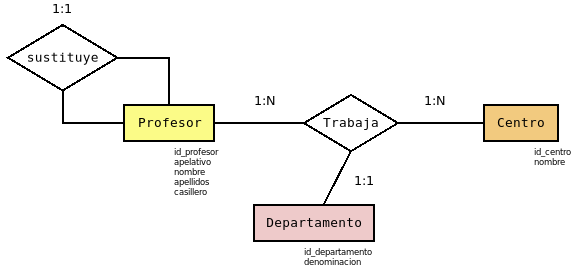 1:1
sustituye
1:N
1:N
Profesor
Trabaja
Centro
id_profesor
apelativo
nombre
apellidos
casillero
id_centro
nombre
1:1
Departamento
id_departamento
denominacion